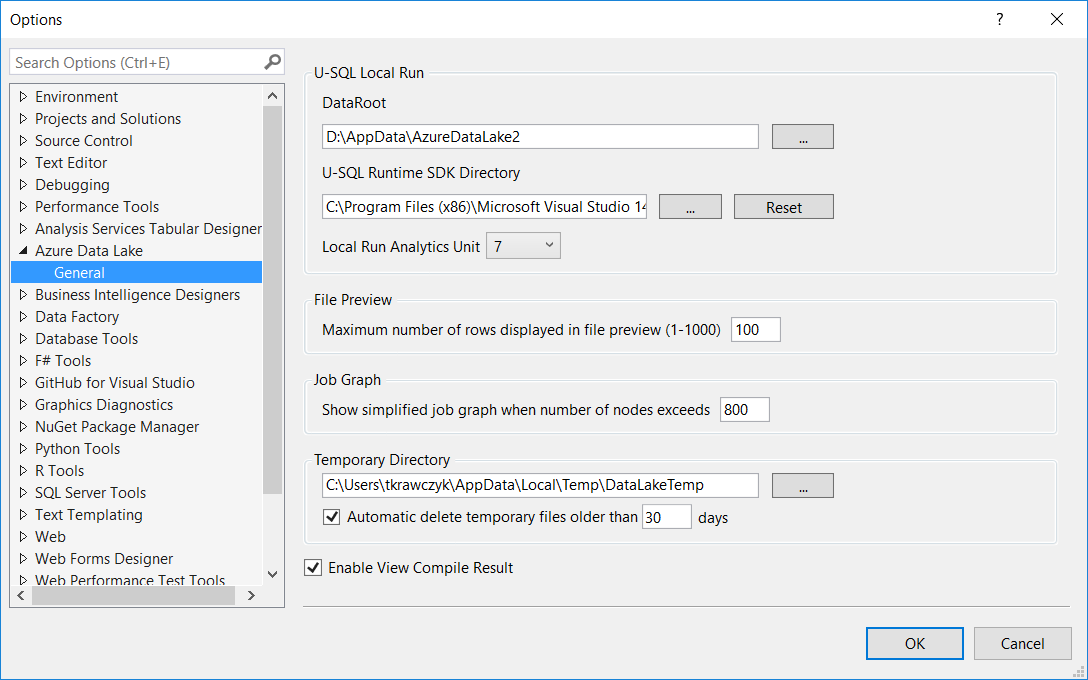 Options
?
Search Options (Ctrl+E)
Environment
Projects and Solutions
Source Control
Text Editor
Debugging
Performance Tools
Analysis Services Tabular Designer
Azure Data Lake
General
Business Intelligence Designers
Data Factory
Database Tools
F# Tools
GitHub for Visual Studio
Graphics Diagnostics
NuGet Package Manager
Python Tools
R Tools
SQL Server Tools
Text Templating
Web
Web Forms Designer
Web Performance Test Tools
U-SQL Local Run
DataRoot
D:\AppData\AzureDataLake2 ...
U-SQL Runtime SDK Directory
C:\Program Files (x86)\Microsoft Visual Studio 14 ... Reset
Local Run Analytics Unit 7
File Preview
Maximum number of rows displayed in file preview (1-1000) 100
Job Graph
Show simplified job graph when number of nodes exceeds 800
Temporary Directory
C:\Users\tkrawczyk\AppData\Local\Temp\DataLakeTemp ...
Automatic delete temporary files older than 30 days
Enable View Compile Result
OK Cancel